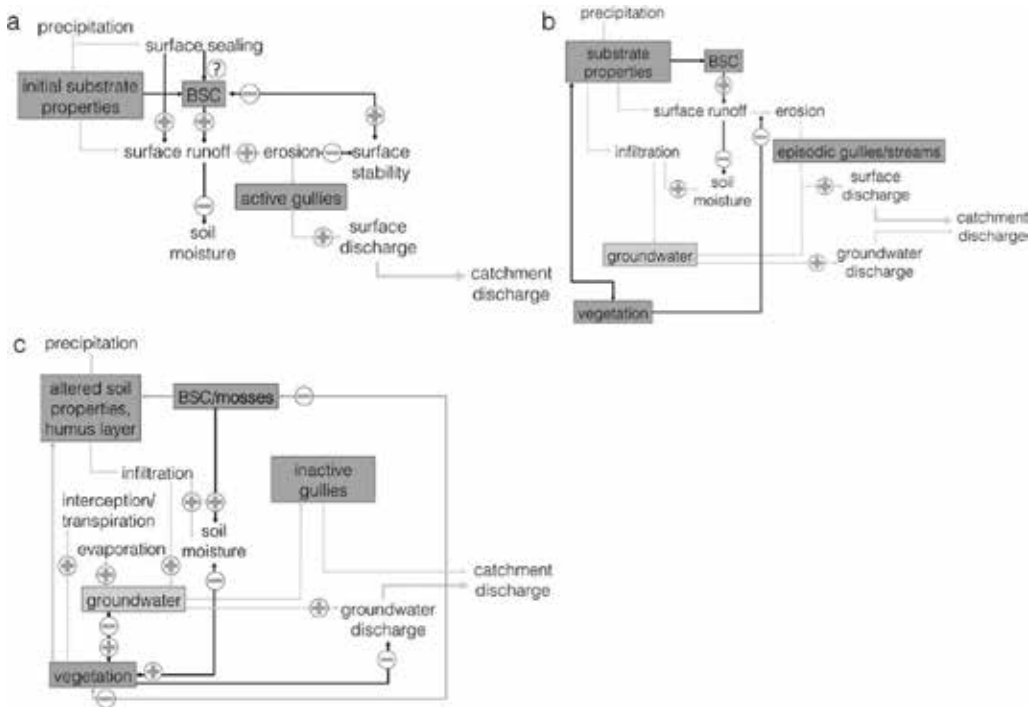 a
precipitation
surface sealing
?
initial substrate
properties
BSC
surface runoff
erosion
surface
stability
active gullies
soil
moisture
surface
discharge
catchment
discharge
b
precipitation
substrate
properties
BSC
surface runoff
erosion
infiltration
episodic gullies/streams
soil
moisture
surface
discharge
catchment
discharge
groundwater
groundwater
discharge
vegetation
c
precipitation
altered soil
properties,
humus layer
BSC/mosses
infiltration
inactive
gullies
interception/
transpiration
soil
moisture
evaporation
catchment
discharge
groundwater
groundwater
discharge
vegetation